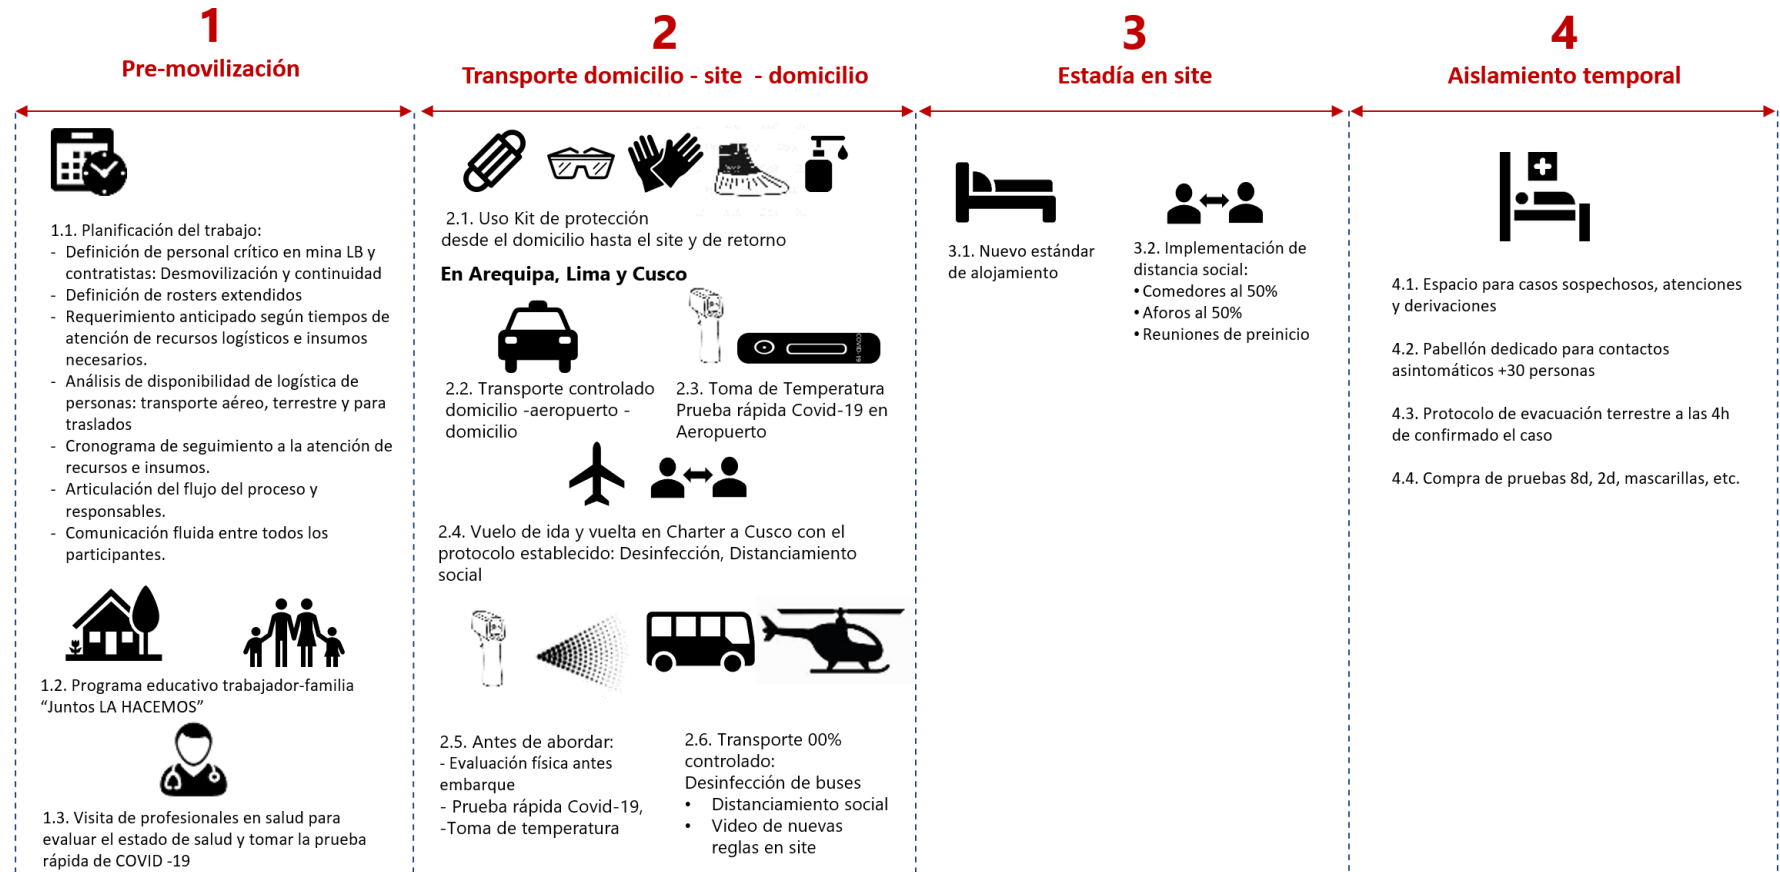 1
Pre-movilización
1.1. Planificación del trabajo:
- Definición de personal crítico en mina LB y
contratistas: Desmovilización y continuidad
- Definición de rosters extendidos
- Requerimiento anticipado según tiempos de
atención de recursos logísticos e insumos
necesarios.
- Análisis de disponibilidad de logística de
personas: transporte aéreo, terrestre y para
traslados
- Cronograma de seguimiento a la atención de
recursos e insumos.
- Articulación del flujo del proceso y
responsables.
- Comunicación fluida entre todos los
participantes.
1.2. Programa educativo trabajador-familia
“Juntos LA HACEMOS”
1.3. Visita de profesionales en salud para
evaluar el estado de salud y tomar la prueba
rápida de COVID -19
2
Transporte domicilio - site - domicilio
2.1. Uso Kit de protección
desde el domicilio hasta el site y de retorno
En Arequipa, Lima y Cusco
COVID-19
2.2. Transporte controlado
domicilio -aeropuerto -
domicilio
2.3. Toma de Temperatura
Prueba rápida Covid-19 en
Aeropuerto
2.4. Vuelo de ida y vuelta en Charter a Cusco con el
protocolo establecido: Desinfección, Distanciamiento
social
2.5. Antes de abordar:
- Evaluación física antes
embarque
- Prueba rápida Covid-19,
-Toma de temperatura
2.6. Transporte 00%
controlado:
Desinfección de buses
• Distanciamiento social
• Video de nuevas
reglas en site
3
Estadía en site
3.1. Nuevo estándar
de alojamiento
3.2. Implementación de
distancia social:
• Comedores al 50%
• Aforos al 50%
• Reuniones de preinicio
4
Aislamiento temporal
4.1. Espacio para casos sospechosos, atenciones
y derivaciones
4.2. Pabellón dedicado para contactos
asintomáticos +30 personas
4.3. Protocolo de evacuación terrestre a las 4h
de confirmado el caso
4.4. Compra de pruebas 8d, 2d, mascarillas, etc.